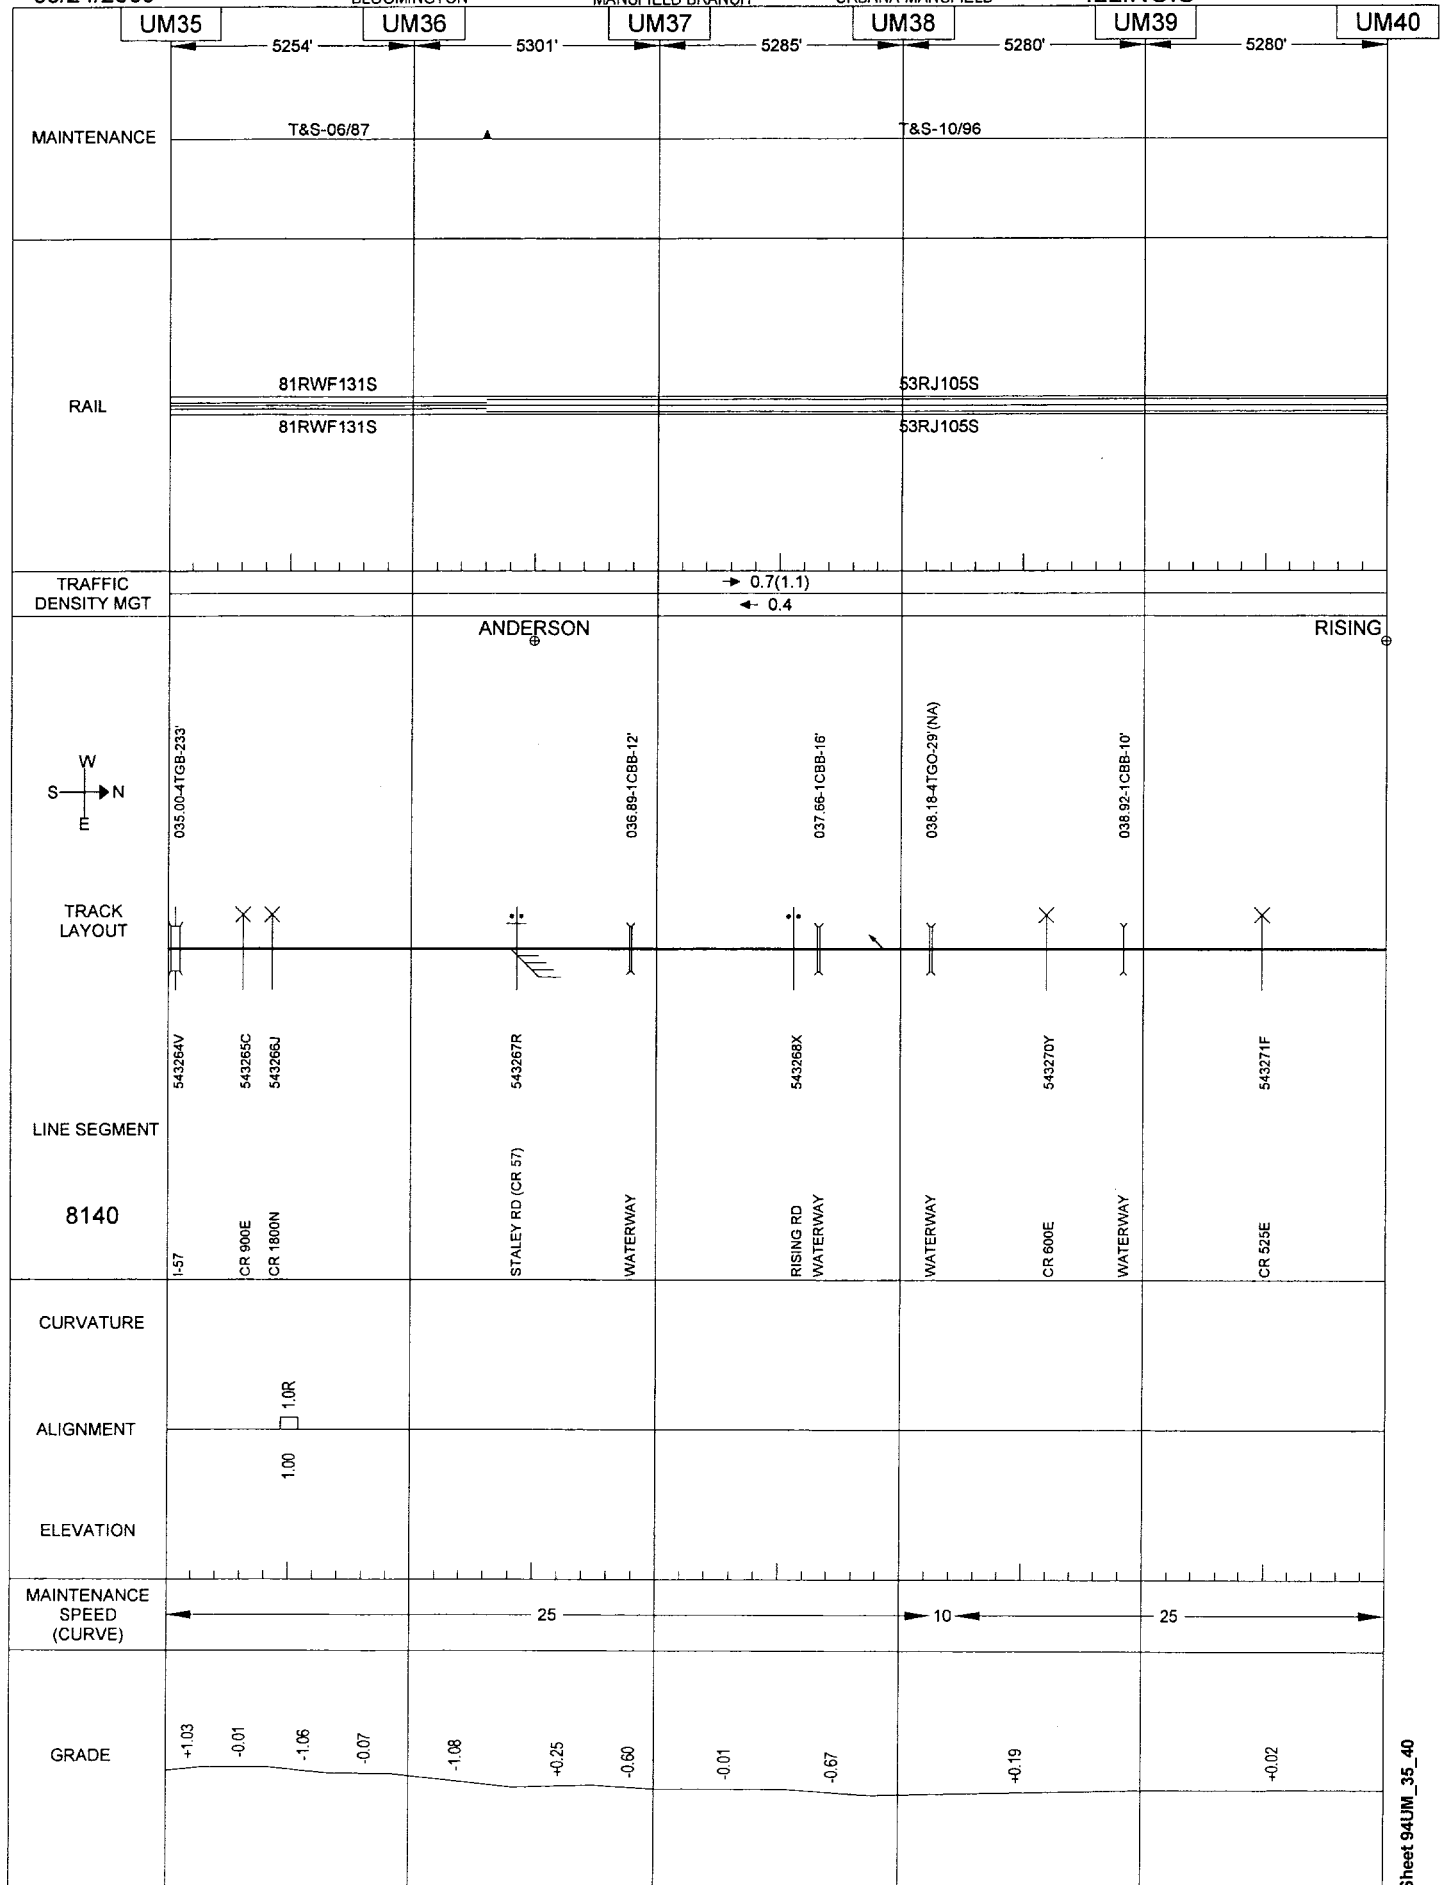 BLOOMINGTON MANSFIELD BRANCH URBANA-MANSFIELD ILLINOIS
UM35 UM36 UM37 UM38 UM39 UM40
5254' 5301' 5285' 5280' 5280'
MAINTENANCE T&S-06/87 T&S-10/96
RAIL
81RWF131S 53RJ105S
81RWF131S 53RJ105S
TRAFFIC
DENSITY MGT
0.7(1.1)
0.4
ANDERSON RISING
W
S N
E
035.00-4TGB-233'
036.89-1CBB-12'
037.66-1CBB-16'
038.18-4TGO-29'(NA)
038.92-1CBB-10'
TRACK
LAYOUT
543264V
543265C
543266J
543267R
543268X
543270Y
543271F
LINE SEGMENT
8140
I-57
CR 900E
CR 1800N
STALEY RD (CR 57)
WATERWAY
RISING RD
WATERWAY
WATERWAY
CR 600E
WATERWAY
CR 525E
CURVATURE
1.0R
ALIGNMENT
1.00
ELEVATION
MAINTENANCE
SPEED
(CURVE)
25 10 25
GRADE
+1.03
-0.01
-1.06
-0.07
-1.08
+0.25
-0.60
-0.01
-0.67
+0.19
+0.02
Sheet 94UM_35_40